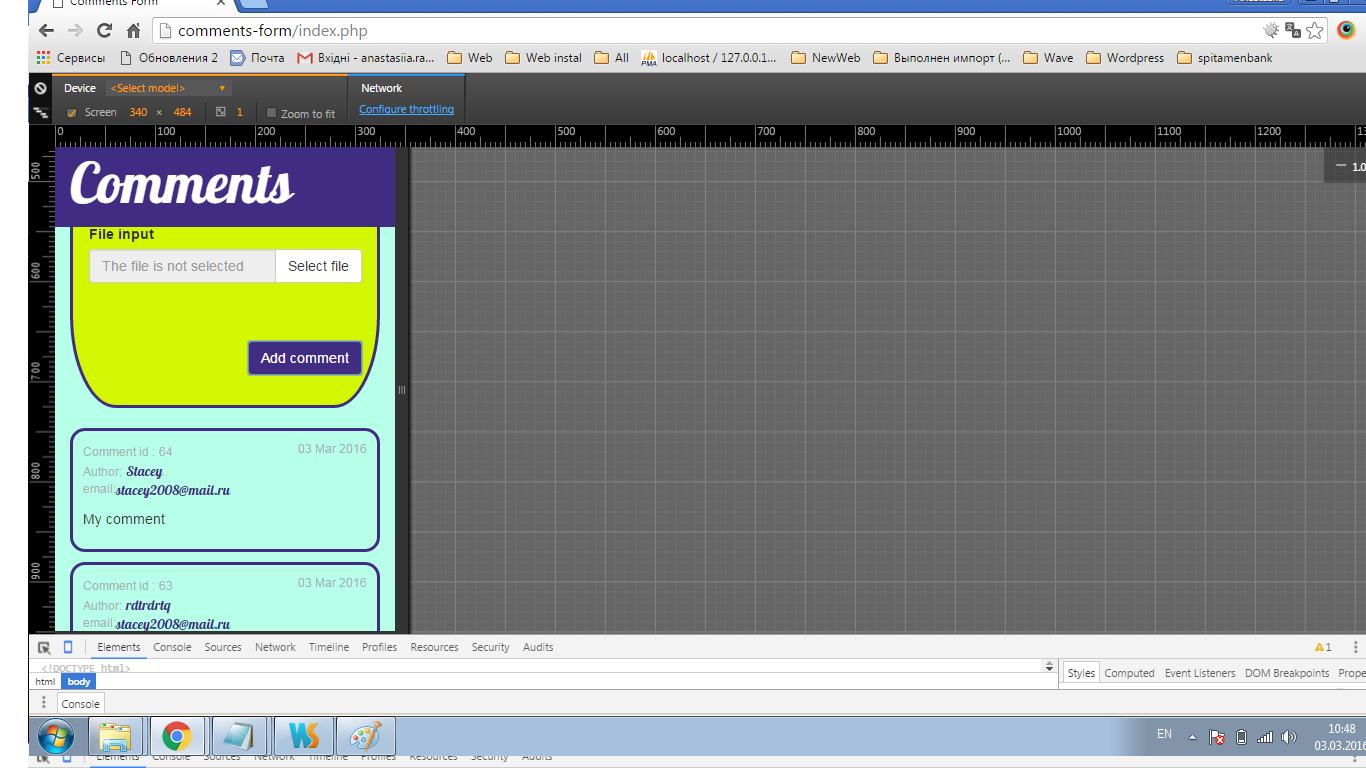 Comments Form
Anastasiia
comments-form/index.php
Сервисы Обновления 2 Почта Вхідні - anastasiia.ra... Web Web instal All localhost / 127.0.0.1... NewWeb Выполнен импорт (... Wave Wordpress spitamenbank
Device <Select model> ▼ Network
Screen 340 × 484 1 Zoom to fit Configure throttling
0 100 200 300 400 500 600 700 800 900 1000 1100 1200
500
600
700
800
900
1.0
Comments
File input
The file is not selected Select file
Add comment
Comment id : 64 03 Mar 2016
Author: Stacey
email:stacey2008@mail.ru
My comment
Comment id : 63 03 Mar 2016
Author: rdtrdrtq
email:stacey2008@mail.ru
Elements Console Sources Network Timeline Profiles Resources Security Audits 1
<!DOCTYPE html>
html body
Styles Computed Event Listeners DOM Breakpoints Prope
Console
PMA
WS
EN
10:48
03.03.2016
Elements Console Sources Network Timeline Profiles Resources Security Audits